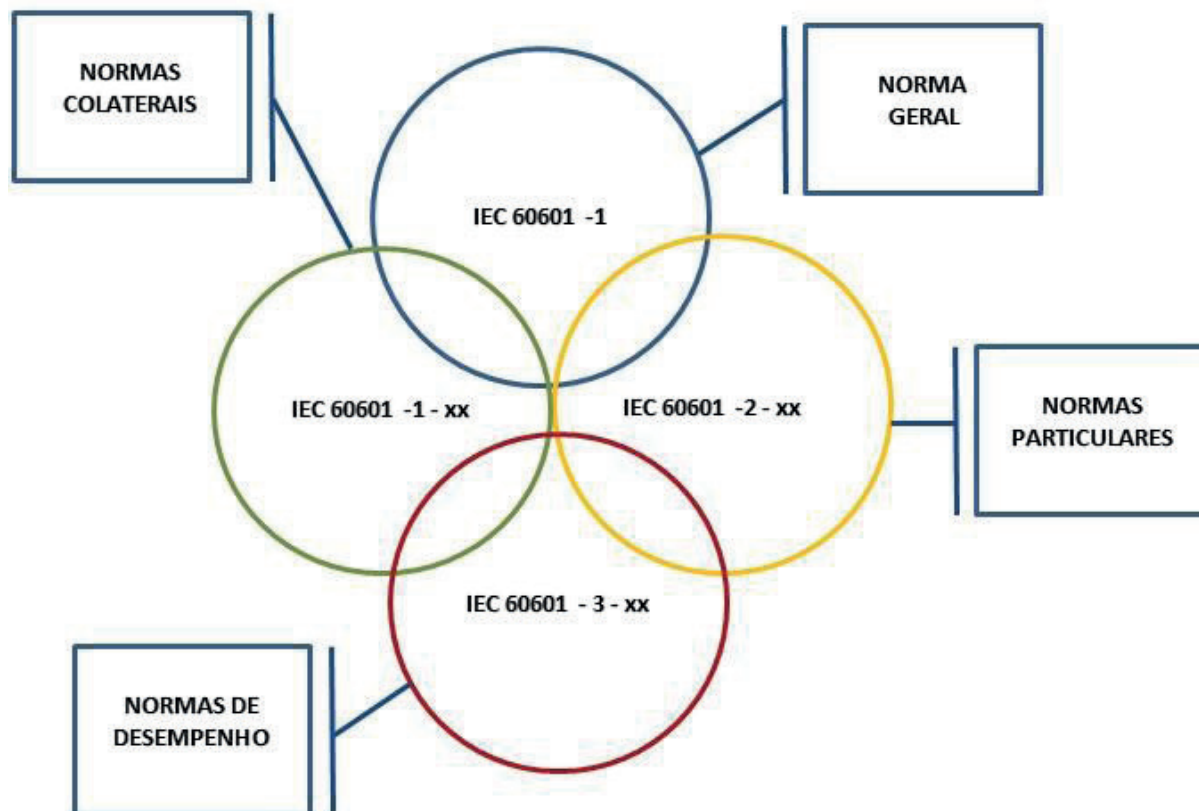 NORMAS
COLATERAIS
NORMA
GERAL
IEC 60601 -1
IEC 60601 -1 - xx
IEC 60601 -2 - xx
NORMAS
PARTICULARES
IEC 60601 - 3 - xx
NORMAS DE
DESEMPENHO